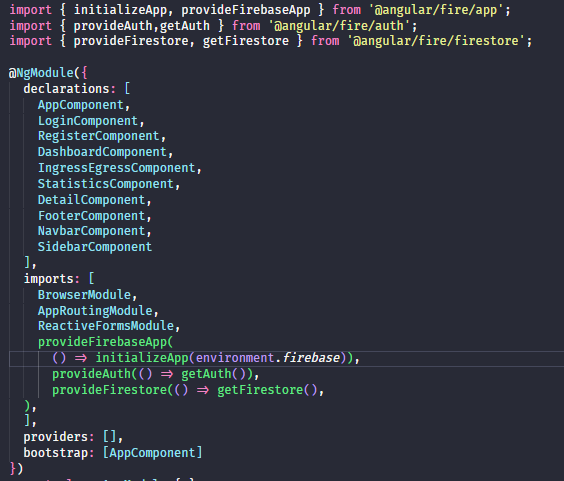 import { initializeApp, provideFirebaseApp } from '@angular/fire/app';
import { provideAuth,getAuth } from '@angular/fire/auth';
import { provideFirestore, getFirestore } from '@angular/fire/firestore';

@NgModule({
  declarations: [
    AppComponent,
    LoginComponent,
    RegisterComponent,
    DashboardComponent,
    IngressEgressComponent,
    StatisticsComponent,
    DetailComponent,
    FooterComponent,
    NavbarComponent,
    SidebarComponent
  ],
  imports: [
    BrowserModule,
    AppRoutingModule,
    ReactiveFormsModule,
    provideFirebaseApp(
      () => initializeApp(environment.firebase)),
      provideAuth(() => getAuth()),
      provideFirestore(() => getFirestore(),
  ),
  ],
  providers: [],
  bootstrap: [AppComponent]
})